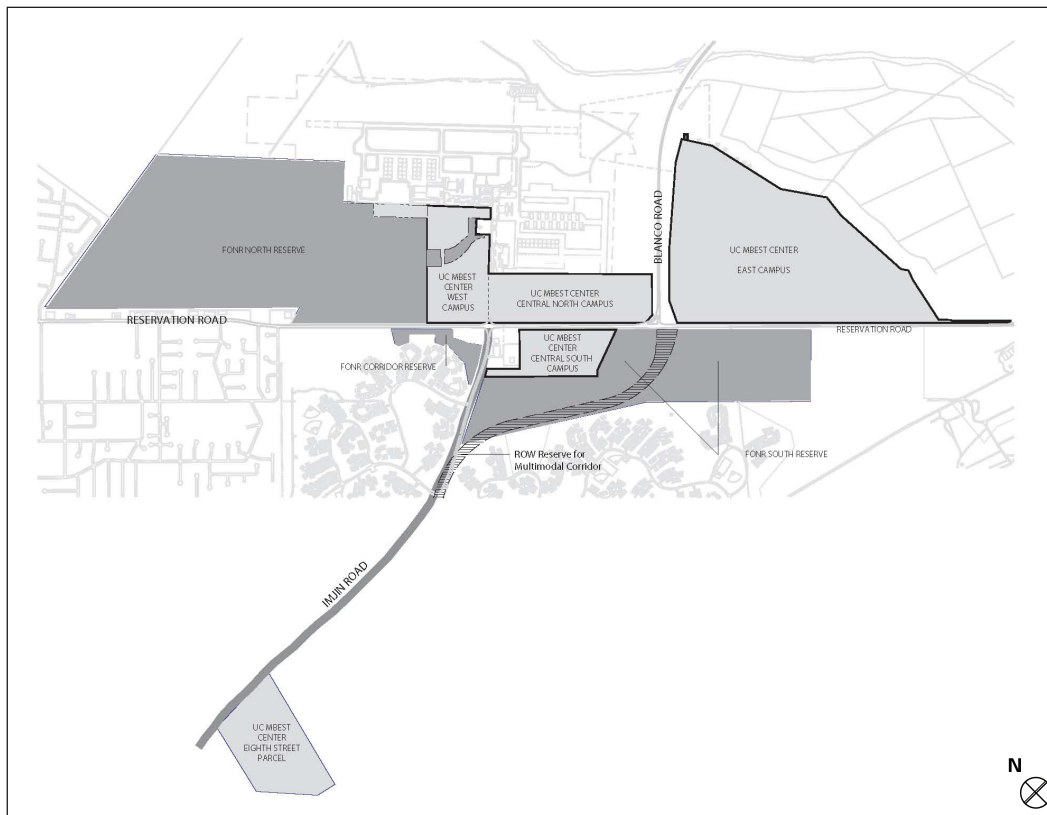 BLANCO ROAD
FONR NORTH RESERVE
UC MBEST CENTER
EAST CAMPUS
UC MBEST
CENTER
WEST
CAMPUS
UC MBEST CENTER
CENTRAL NORTH CAMPUS
RESERVATION ROAD
RESERVATION ROAD
UC MBEST
CENTER
CENTRAL SOUTH
CAMPUS
FONR CORRIDOR RESERVE
ROW Reserve for
Multimodal Corridor
FONR SOUTH RESERVE
IMJIN ROAD
UC MBEST
CENTER
EIGHTH STREET
PARCEL
N